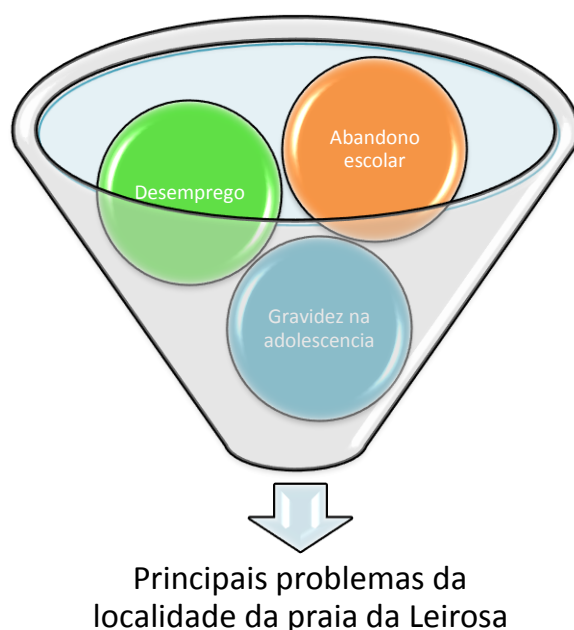 Abandono
escolar
Desemprego
Gravidez na
adolescencia
Principais problemas da
localidade da praia da Leirosa